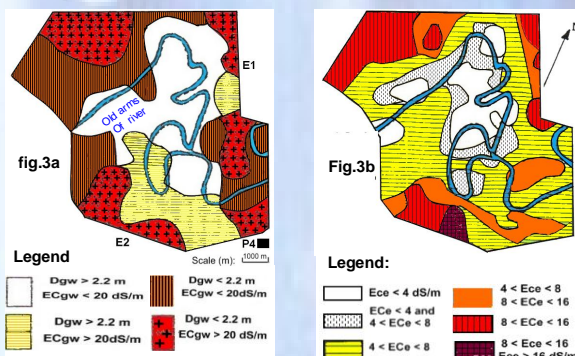 E1
Old arms
Of river
fig.3a
E2
P4
Scale (m): 1000 m
Legend
Dgw > 2.2 m
ECgw < 20 dS/m
Dgw < 2.2 m
ECgw < 20dS/m
Dgw > 2.2 m
ECgw > 20dS/m
Dgw < 2.2 m
ECgw > 20 dS/m
Fig.3b
Legend:
Ece < 4 dS/m
ECe < 4 and
4 < ECe < 8
4 < ECe < 8
4 < Ece < 8
8 < ECe < 16
8 < ECe < 16
8 < Ece < 16
Ece > 16 dS/m